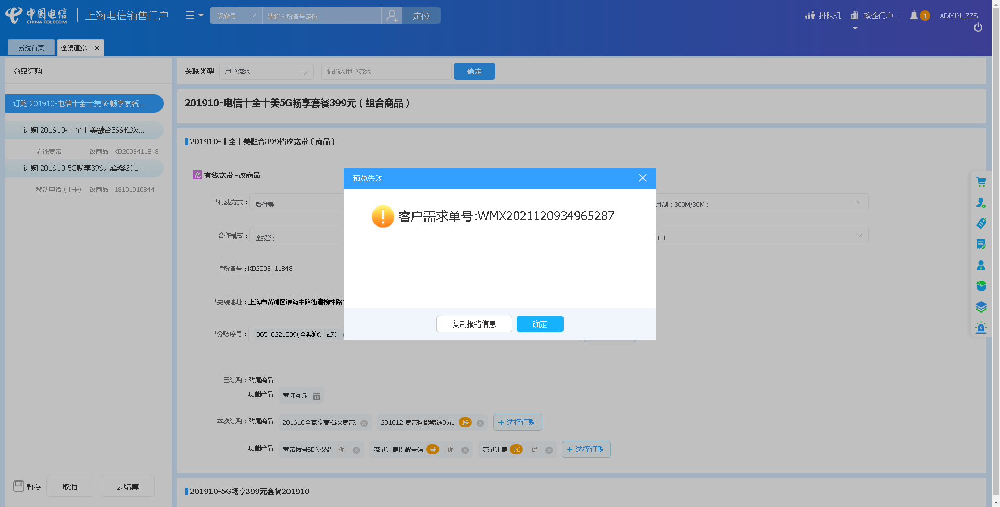 中国电信
CHINA TELECOM
上海电信销售门户
设备号
请输入设备号定位
定位
排队机
政企门户
1
ADMIN_ZZS
系统首页
全渠道穿...
商品订购
关联类型
甩单流水
请输入甩单流水
确定
订购 201910-电信十全十美5G畅享套餐...
订购 201910-十全十美融合399档次...
有线宽带 改商品 KD2003411848
订购 201910-5G畅享399元套餐201...
移动电话 (主卡) 改商品 18101910844
201910-电信十全十美5G畅享套餐399元（组合商品）
201910-十全十美融合399档次宽带（商品）
宽 有线宽带 -改商品
*付费方式：后付费
月制（300M/30M）
合作模式：全投资
TH
*设备号：KD2003411848
*安装地址：上海市黄浦区淮海中路街道柳林路
*分账序号：96546221599(全渠道测试7)
预览失败
客户需求单号:WMX2021120934965287
复制报错信息
确定
已订购：附属商品
功能产品 宽降互斥
本次订购：附属商品 201610全家享高档次宽带.. 201612-宽带网龄赠送0元.. 联 + 选择订购
功能产品 宽带拨号SDN权益 促 流量计费提醒号码 号 促 流量计费 属 促 + 选择订购
201910-5G畅享399元套餐201910
暂存
取消
去结算